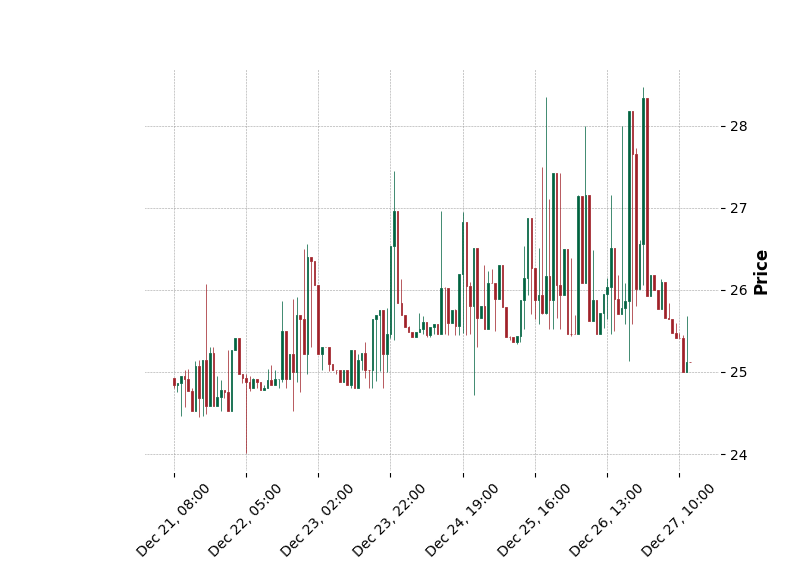 28
27
26
25
24
Price
Dec 21, 08:00
Dec 22, 05:00
Dec 23, 02:00
Dec 23, 22:00
Dec 24, 19:00
Dec 25, 16:00
Dec 26, 13:00
Dec 27, 10:00